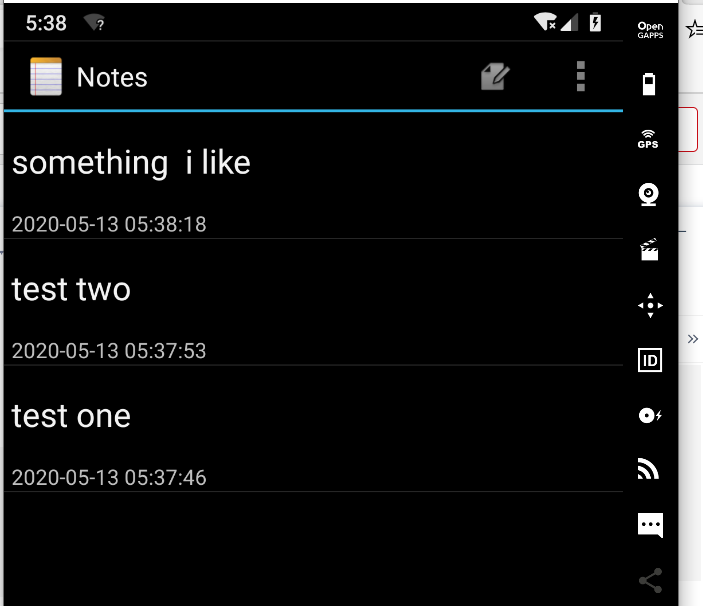 5:38
Notes
something  i like
2020-05-13 05:38:18
test two
2020-05-13 05:37:53
test one
2020-05-13 05:37:46
Open
GAPPS
GPS
ID